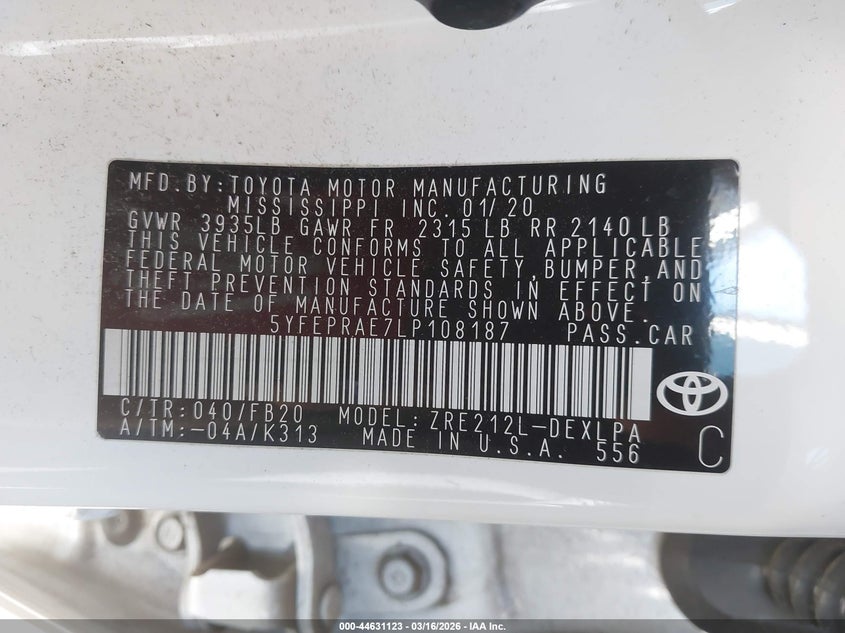 MFD.BY:TOYOTA MOTOR MANUFACTURING
MISSISSIPPI INC. 01/20
GVWR 3935LB GAWR FR 2315 LB RR 2140 LB
THIS VEHICLE CONFORMS TO ALL APPLICABLE
FEDERAL MOTOR VEHICLE SAFETY,BUMPER,AND
THEFT PREVENTION STANDARDS IN EFFECT ON
THE DATE OF MANUFACTURE SHOWN ABOVE.
5YFEPRAE7LP108187 PASS.CAR
C/TR:040/FB20 MODEL:ZRE212L-DEXLPA
A/TM:-04A/K313 MADE IN U.S.A. 556
C
000-44631123 — 03/16/2026 — IAA Inc.